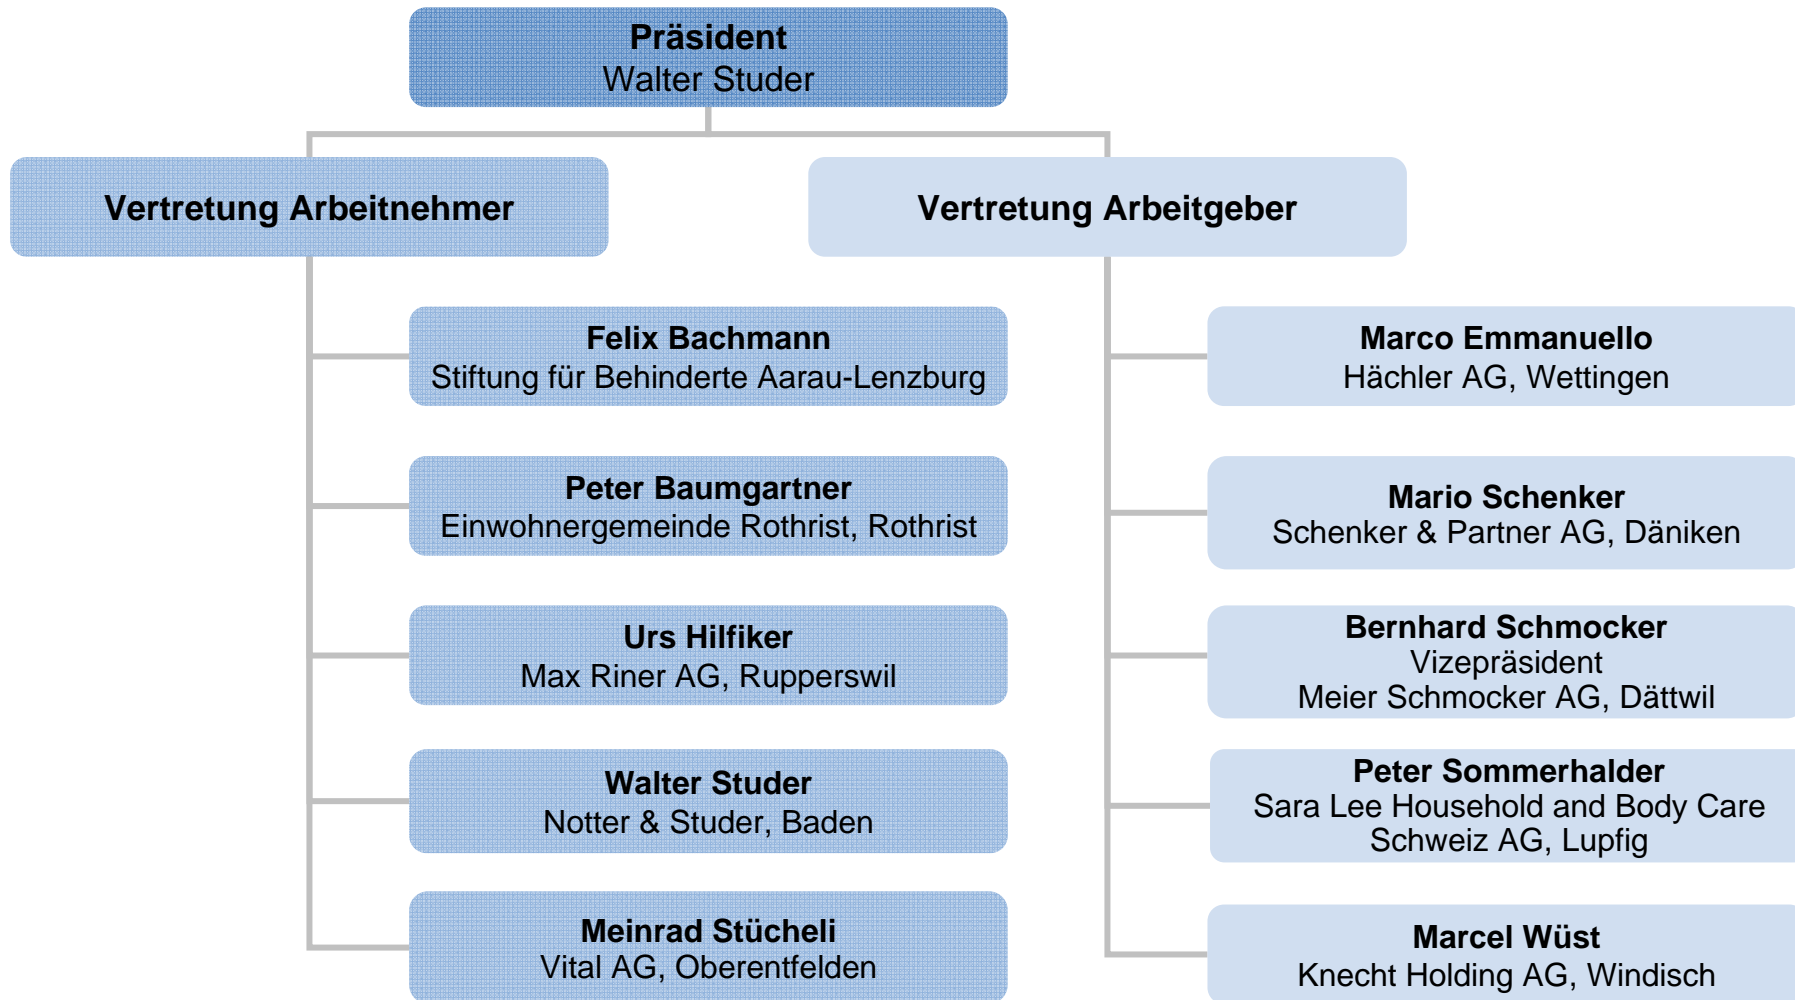 Präsident
Walter Studer
Vertretung Arbeitnehmer
Vertretung Arbeitgeber
Felix Bachmann
Stiftung für Behinderte Aarau-Lenzburg
Peter Baumgartner
Einwohnergemeinde Rothrist, Rothrist
Urs Hilfiker
Max Riner AG, Rupperswil
Walter Studer
Notter & Studer, Baden
Meinrad Stücheli
Vital AG, Oberentfelden
Marco Emmanuello
Hächler AG, Wettingen
Mario Schenker
Schenker & Partner AG, Däniken
Bernhard Schmocker
Vizepräsident
Meier Schmocker AG, Dättwil
Peter Sommerhalder
Sara Lee Household and Body Care
Schweiz AG, Lupfig
Marcel Wüst
Knecht Holding AG, Windisch